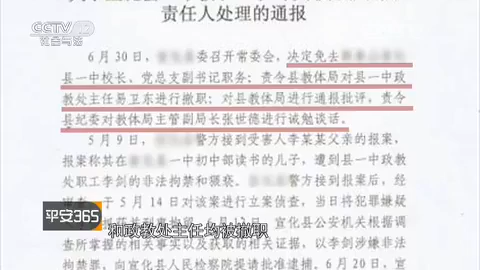 CCTV
责任人处理的通报
6月30日,委召开常委会,决定免去
县一中校长、党总支副书记职务;责令县教体局对县一中政
教处主任易卫东进行撤职;对县教体局进行通报批评,责令
县纪委对教体局主管副局长张世德进行诫勉谈话。
5月9日,警方接到受害人李某某父亲的报案,
报案称其在一中初中部读书的儿子,遭到县一中政教
处职工李剑的非法拘禁和猥亵。警方接报案后,经
于5月14日对该案进行立案侦查,当日将犯罪嫌疑
宣化县公安机关根据调
查所掌握的相关事实以及获取的相关证据,以李剑涉嫌非法
拘禁罪,向宣化县人民检察院提请批准逮捕。6月20日,宣
平安365
和政教处主任均被撤职